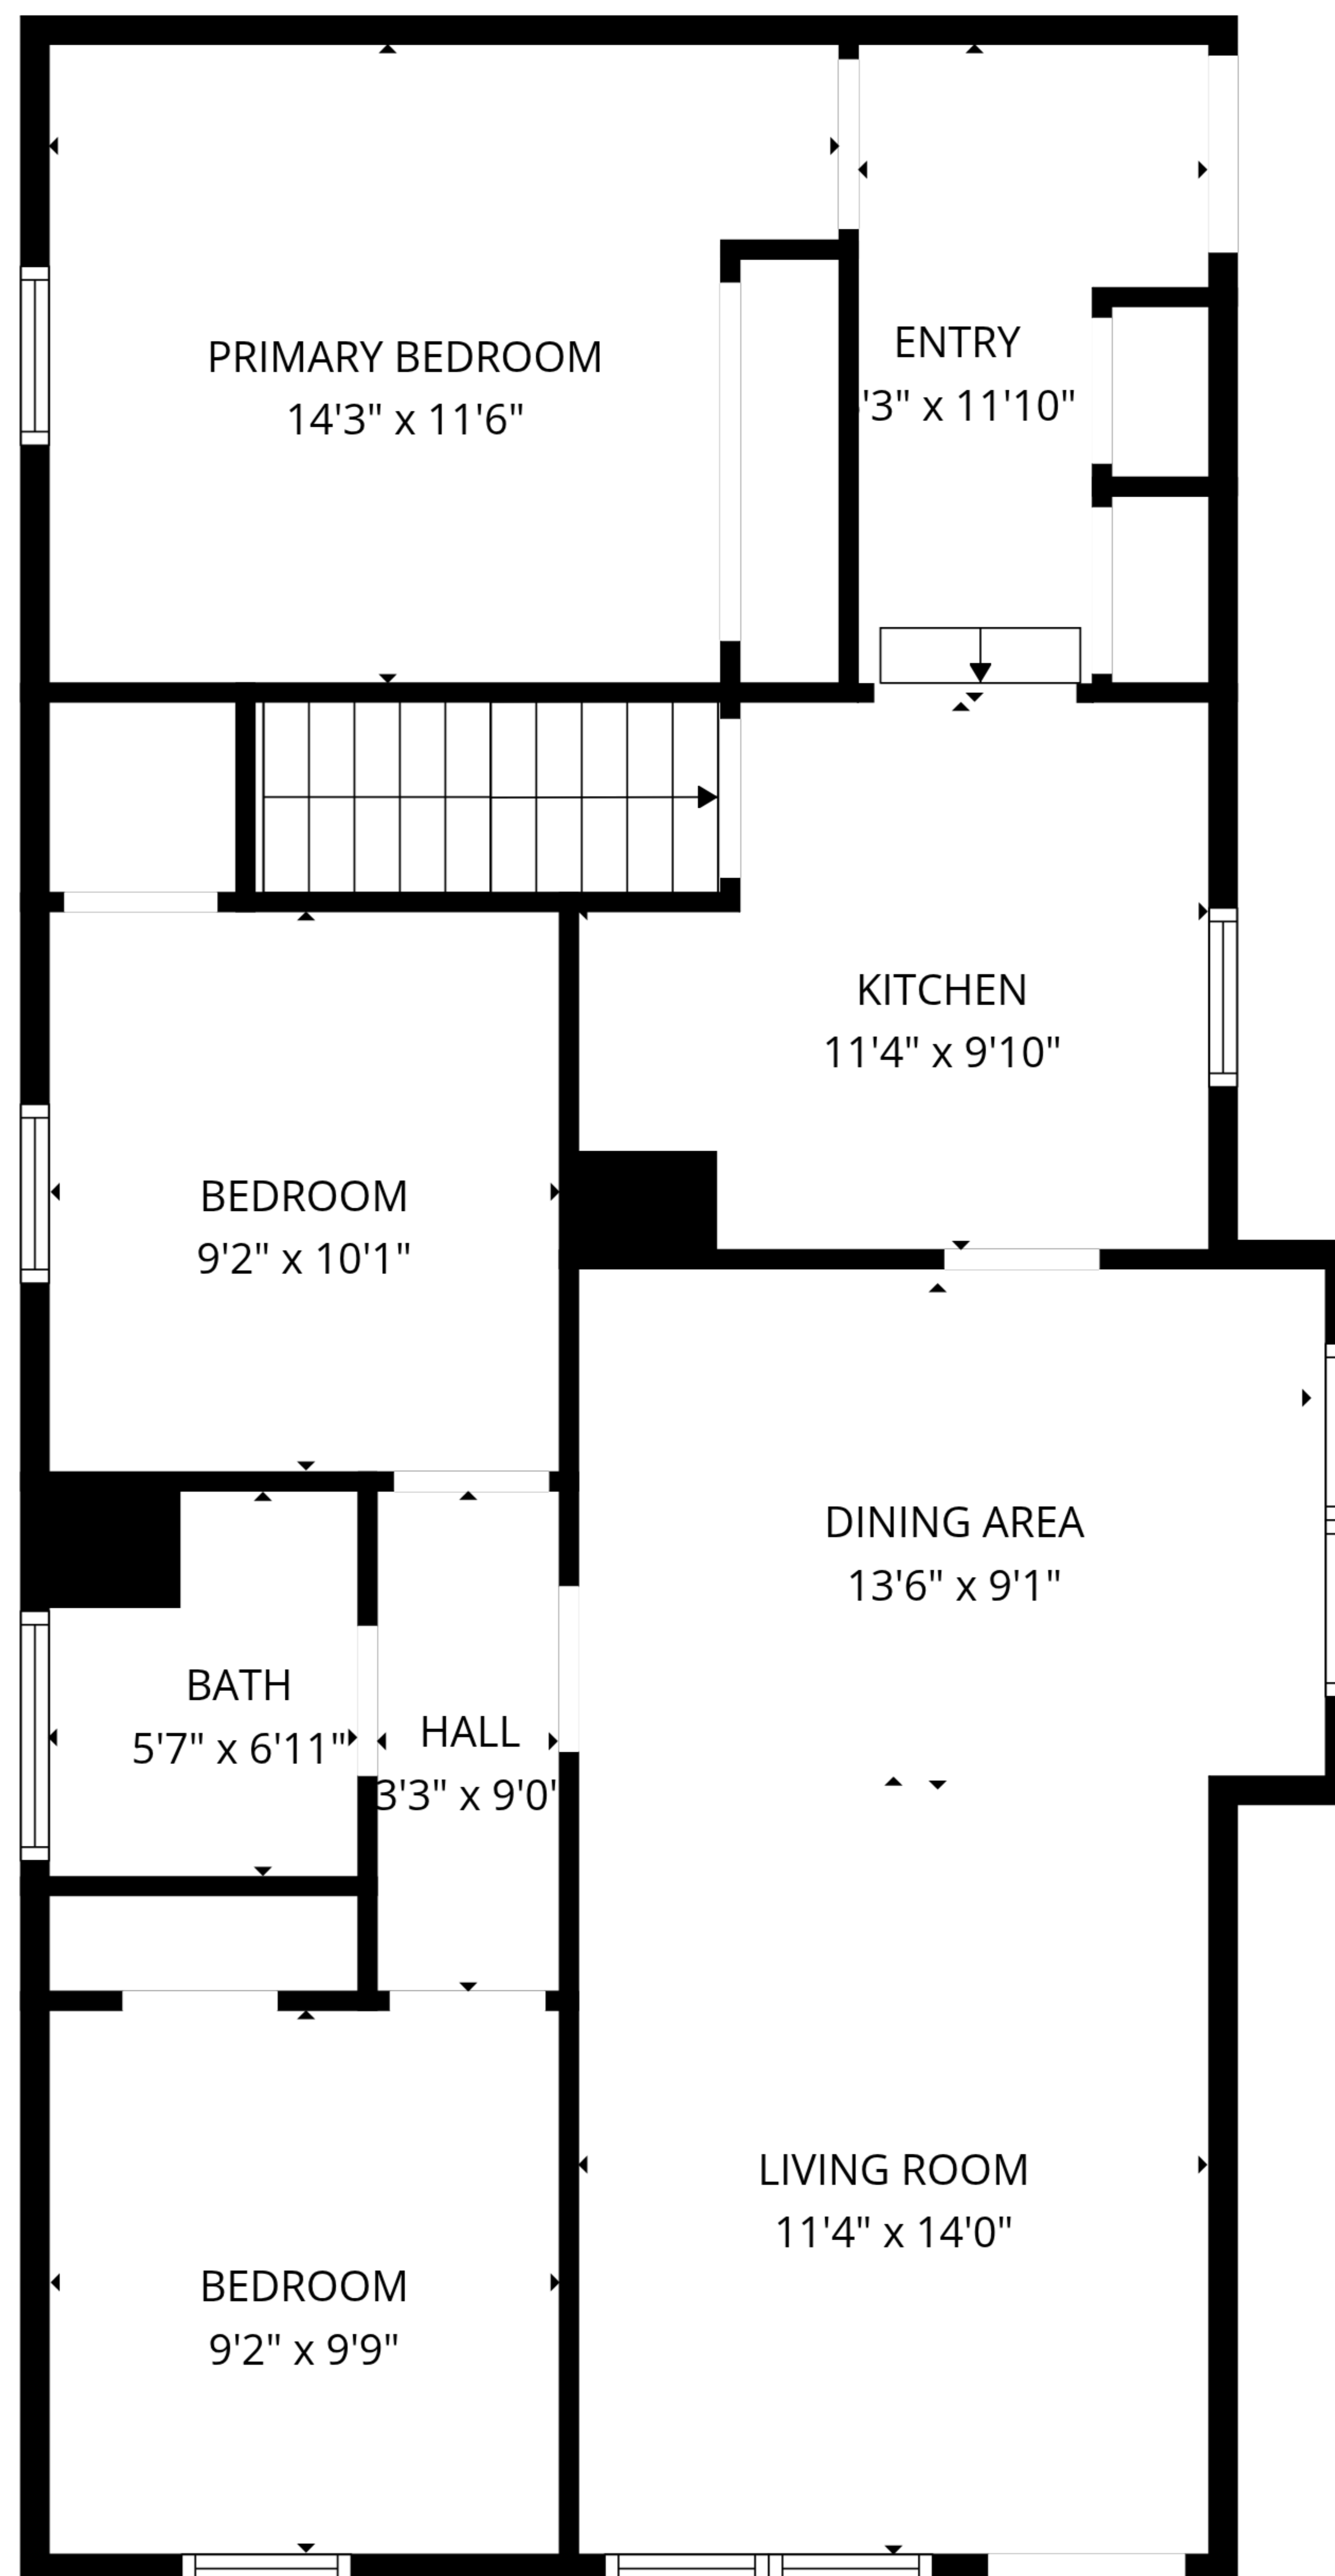 PRIMARY BEDROOM
14'3" x 11'6"
ENTRY
'3" x 11'10"
KITCHEN
11'4" x 9'10"
BEDROOM
9'2" x 10'1"
DINING AREA
13'6" x 9'1"
BATH
5'7" x 6'11"
HALL
3'3" x 9'0'
LIVING ROOM
11'4" x 14'0"
BEDROOM
9'2" x 9'9"